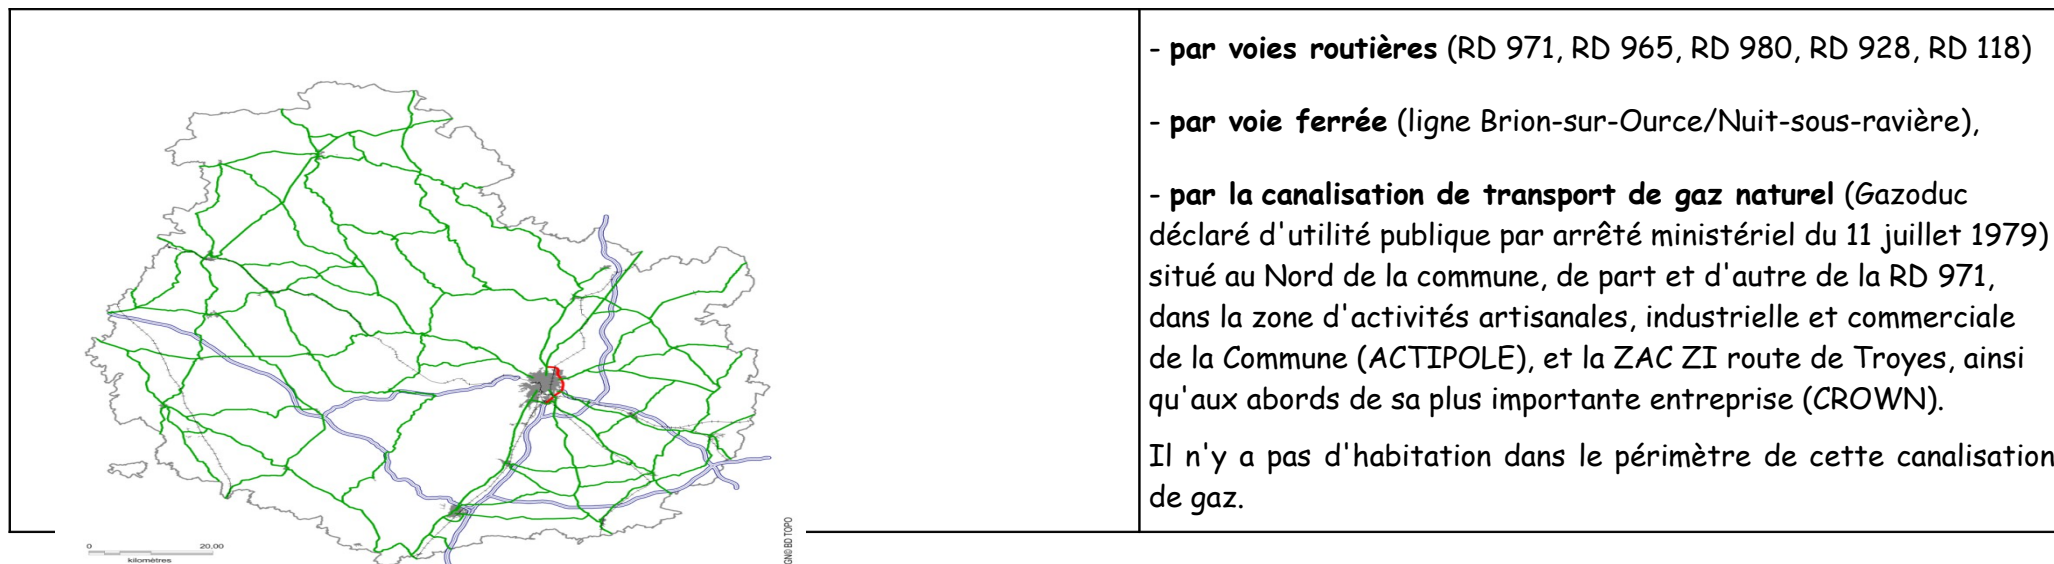 - par voies routières (RD 971, RD 965, RD 980, RD 928, RD 118)
- par voie ferrée (ligne Brion-sur-Ource/Nuit-sous-ravière),
- par la canalisation de transport de gaz naturel (Gazoduc
déclaré d'utilité publique par arrêté ministériel du 11 juillet 1979)
situé au Nord de la commune, de part et d'autre de la RD 971,
dans la zone d'activités artisanales, industrielle et commerciale
de la Commune (ACTIPOLE), et la ZAC ZI route de Troyes, ainsi
qu'aux abords de sa plus importante entreprise (CROWN).
Il n'y a pas d'habitation dans le périmètre de cette canalisation
de gaz.
0 20,00
kilomètres
BD TOPO